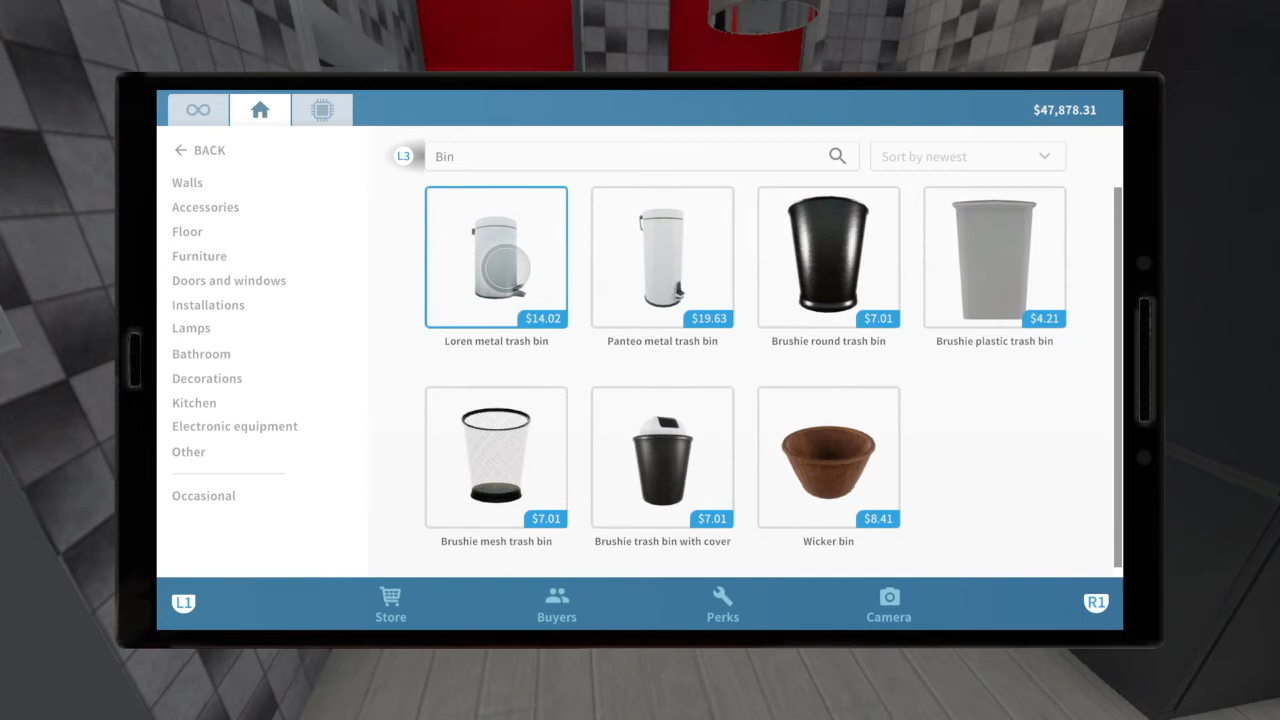 $47,878.31
BACK
L3
Bin
Sort by newest
Walls
Accessories
Floor
Furniture
Doors and windows
Installations
Lamps
Bathroom
Decorations
Kitchen
Electronic equipment
Other
Occasional
$14.02
$19.63
$7.01
$4.21
Loren metal trash bin
Panteo metal trash bin
Brushie round trash bin
Brushie plastic trash bin
$7.01
$7.01
$8.41
Brushie mesh trash bin
Brushie trash bin with cover
Wicker bin
L1
Store
Buyers
Perks
Camera
R1